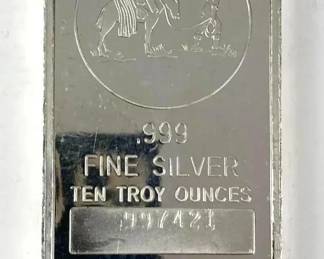 .999
FINE SILVER
TEN TROY OUNCES
997421